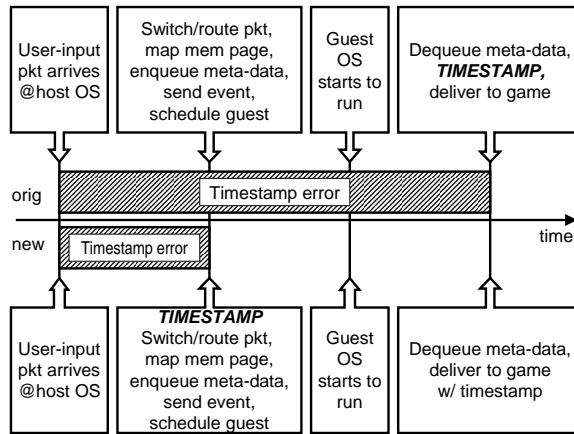 User-input
pkt arrives
@host OS
Switch/route pkt,
map mem page,
enqueue meta-data,
send event,
schedule guest
Guest
OS
starts to
run
Dequeue meta-data,
TIMESTAMP,
deliver to game
orig
Timestamp error
time
new
Timestamp error
User-input
pkt arrives
@host OS
TIMESTAMP
Switch/route pkt,
map mem page,
enqueue meta-data,
send event,
schedule guest
Guest
OS
starts to
run
Dequeue meta-data,
deliver to game
w/ timestamp